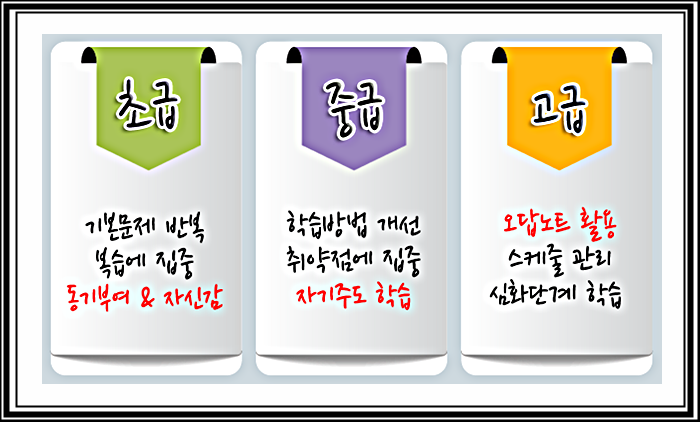 초급
기본문제 반복
복습에 집중
동기부여 & 자신감
중급
학습방법 개선
취약점에 집중
자기주도 학습
고급
오답노트 활용
스케줄 관리
심화단계 학습